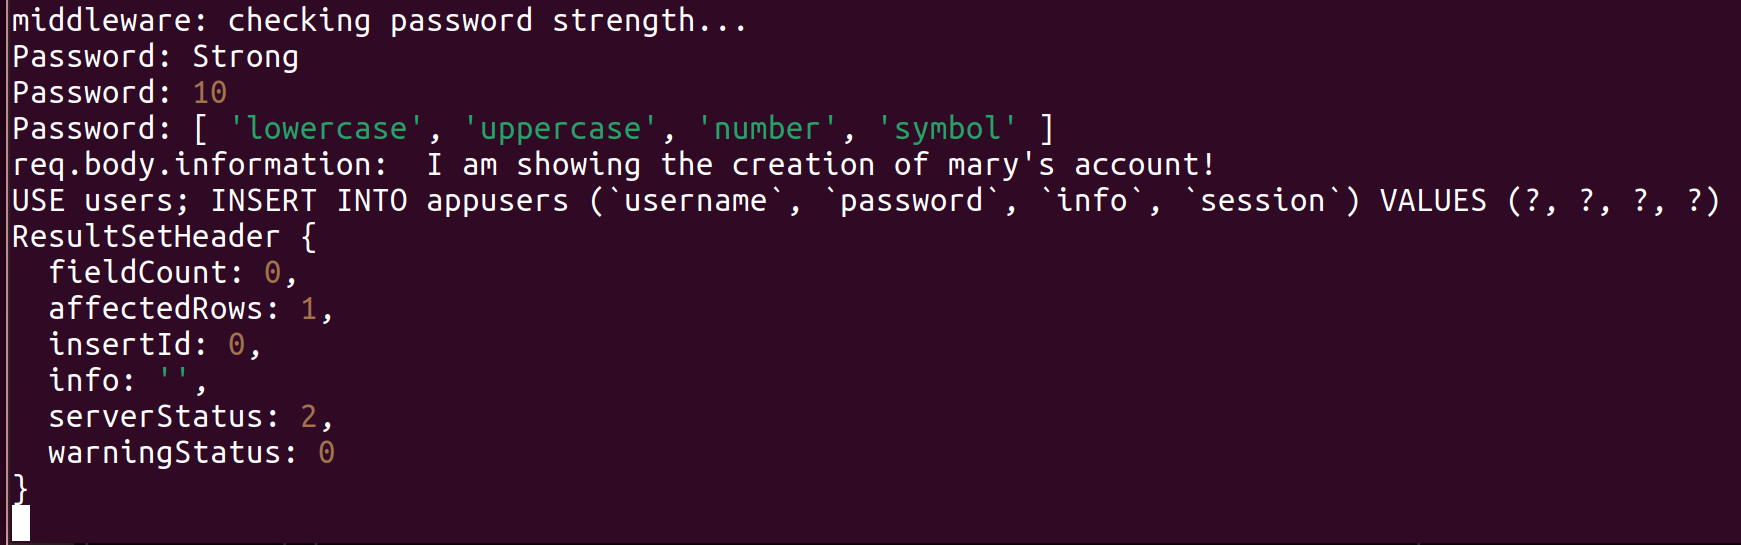 middleware: checking password strength...
Password: Strong
Password: 10
Password: [ 'lowercase', 'uppercase', 'number', 'symbol' ]
req.body.information:  I am showing the creation of mary's account!
USE users; INSERT INTO appusers (`username`, `password`, `info`, `session`) VALUES (?, ?, ?, ?)
ResultSetHeader {
  fieldCount: 0,
  affectedRows: 1,
  insertId: 0,
  info: '',
  serverStatus: 2,
  warningStatus: 0
}